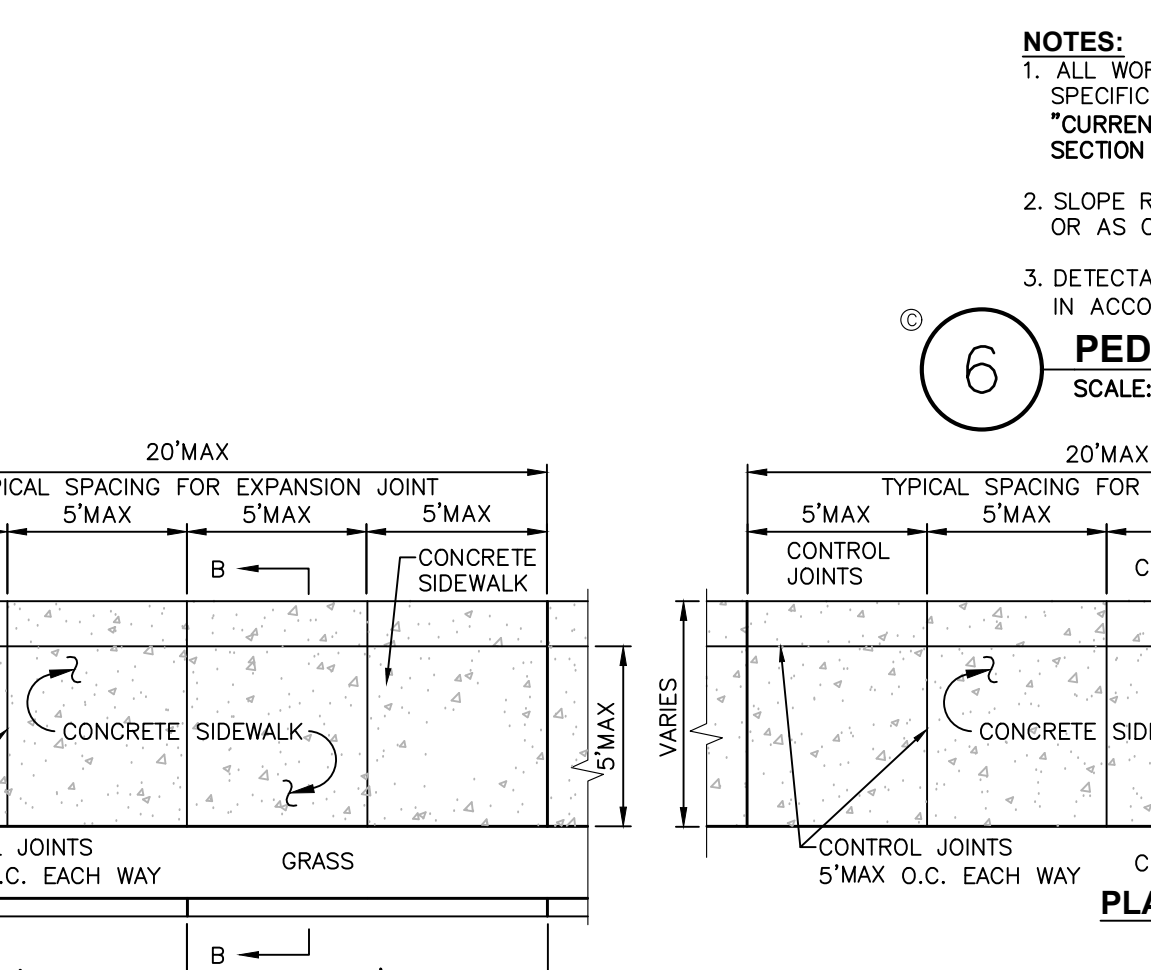 NOTES:
1. ALL
SPECIFIC
"CURREN
SECTION
2. SLOPE R
OR AS
3. DETECTA
IN ACCO
©
6
PED
SCALE:
20'MAX
PICAL SPACING FOR EXPANSION JOINT
5'MAX 5'MAX 5'MAX
B
CONCRETE
SIDEWALK
CONCRETE SIDEWALK
5'MAX
JOINTS
.C. EACH WAY
GRASS
B
20'MAX
TYPICAL SPACING FOR
5'MAX 5'MAX
CONTROL
JOINTS
C
VARIES
CONCRETE SID
CONTROL JOINTS
5'MAX O.C. EACH WAY
C
PLA